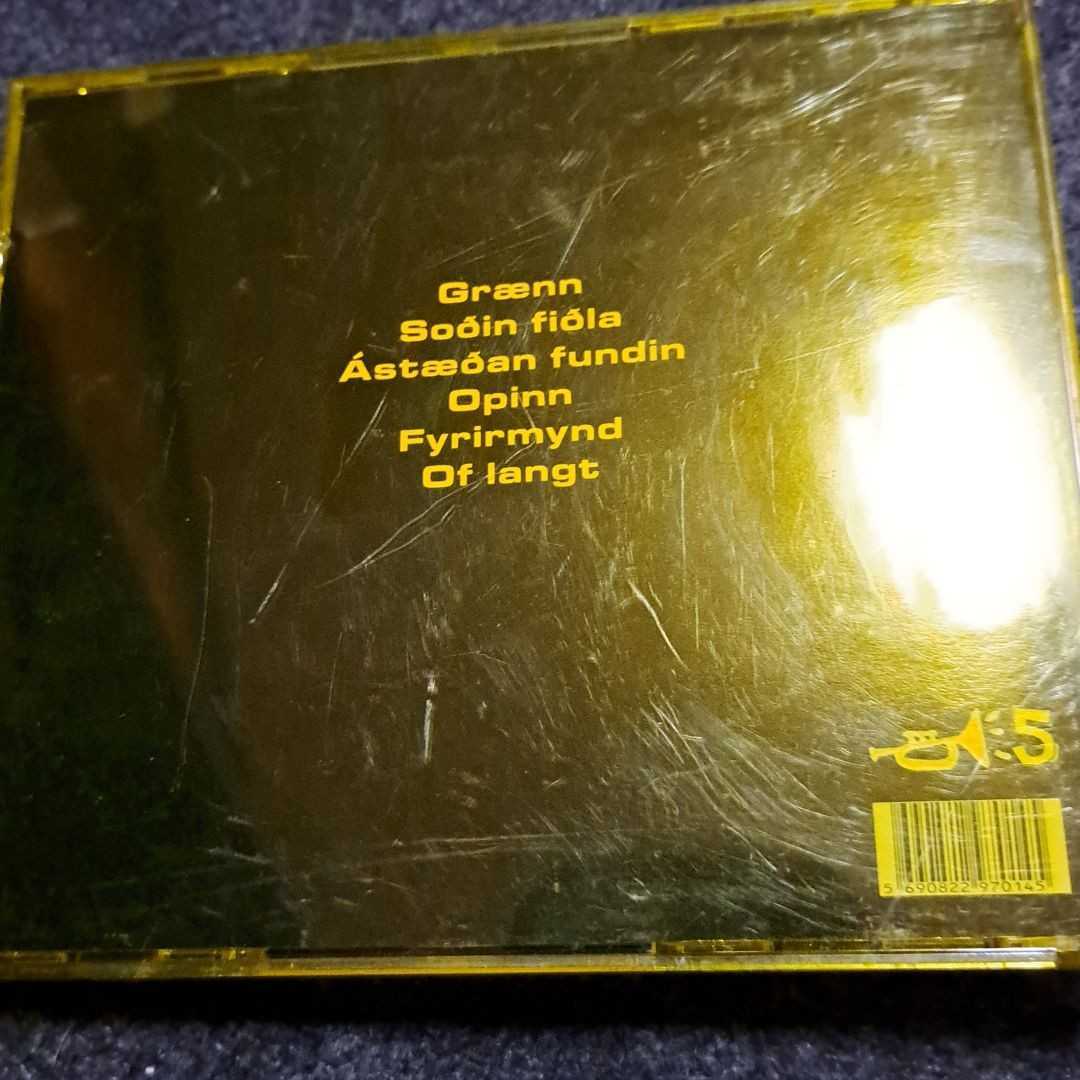 Grænn
Soðin fiðla
Ástæðan fundin
Opinn
Fyrirmynd
Of langt
:5
5 690822 970145